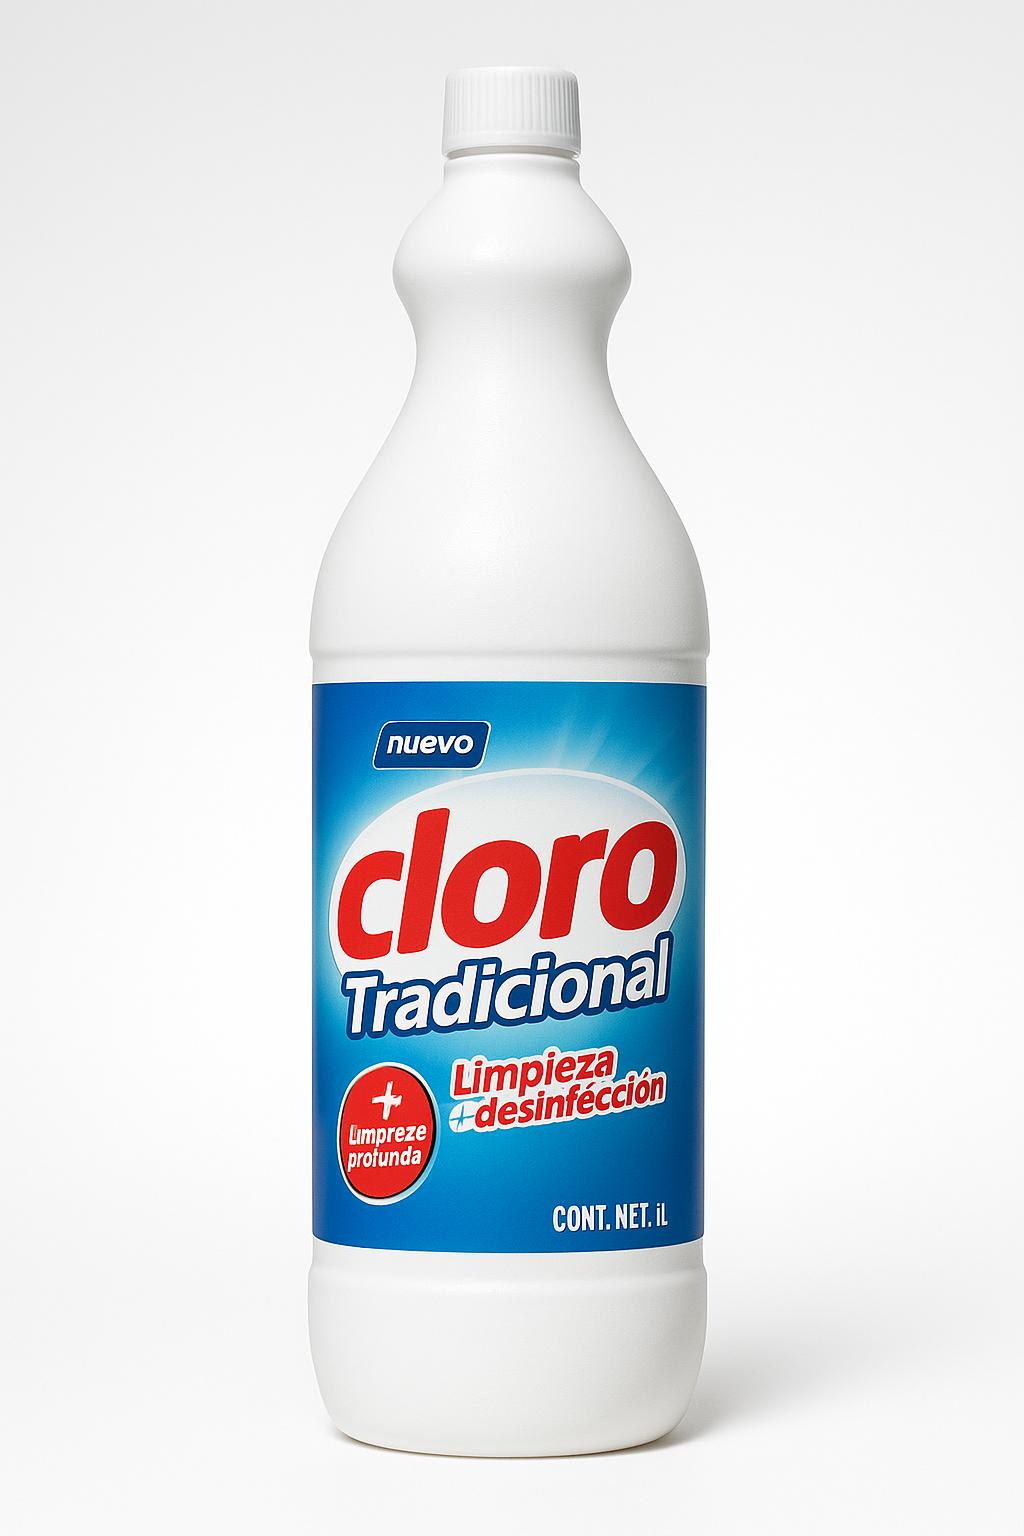 nuevo
cloro
Tradicional
Limpieza
+desinfécción
+
Limpreze
profunda
CONT. NET. iL